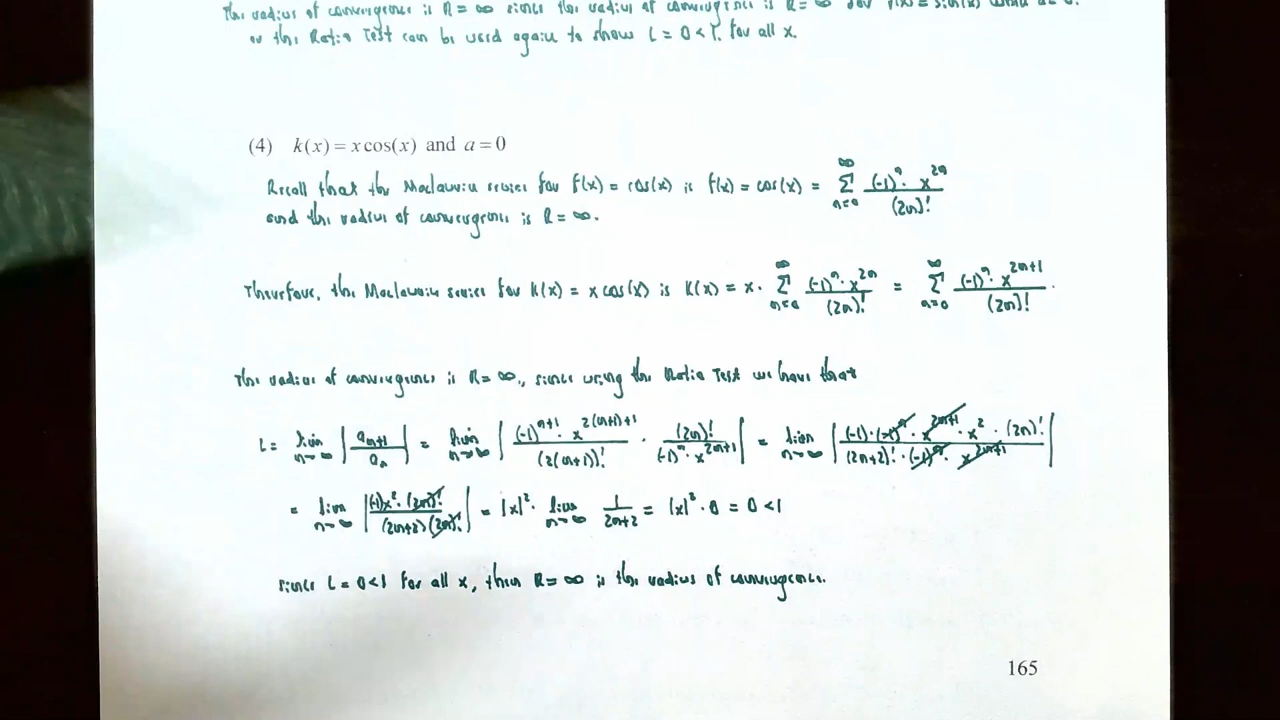 The radius of convergence is R = ∞ since the radius of convergence is R = ∞ for f(x) = sin(x)
or the Ratio Test can be used again to show L = 0 < 1, for all x.
(4) k(x) = x cos(x) and a = 0
Recall that the Maclaurin series for f(x) = cos(x) is f(x) = cos(x) = ∑_{n=0}^{∞} (-1)^n · x^{2n} / (2n)!
and the radius of convergence is R = ∞.
Therefore, the Maclaurin series for k(x) = x cos(x) is k(x) = x · ∑_{n=0}^{∞} (-1)^n · x^{2n} / (2n)! = ∑_{n=0}^{∞} (-1)^n · x^{2n+1} / (2n)! .
The radius of convergence is R = ∞, since using the Ratio Test we have that
L = lim_{n→∞} |a_{n+1} / a_n| = lim_{n→∞} |(-1)^{n+1} · x^{2(n+1)+1} / (2(n+1))! · (2n)! / (-1)^n · x^{2n+1}| = lim_{n→∞} |(-1) · (-1)^n · x^{2n+1} · x^2 · (2n)! / (2n+2)! · (-1)^n · x^{2n+1}|
= lim_{n→∞} |(-1)x^2 · (2n)! / (2n+2)(2n)!| = |x|^2 · lim_{n→∞} 1 / 2n+2 = |x|^2 · 0 = 0 < 1
since L = 0 < 1 for all x, then R = ∞ is the radius of convergence.
165